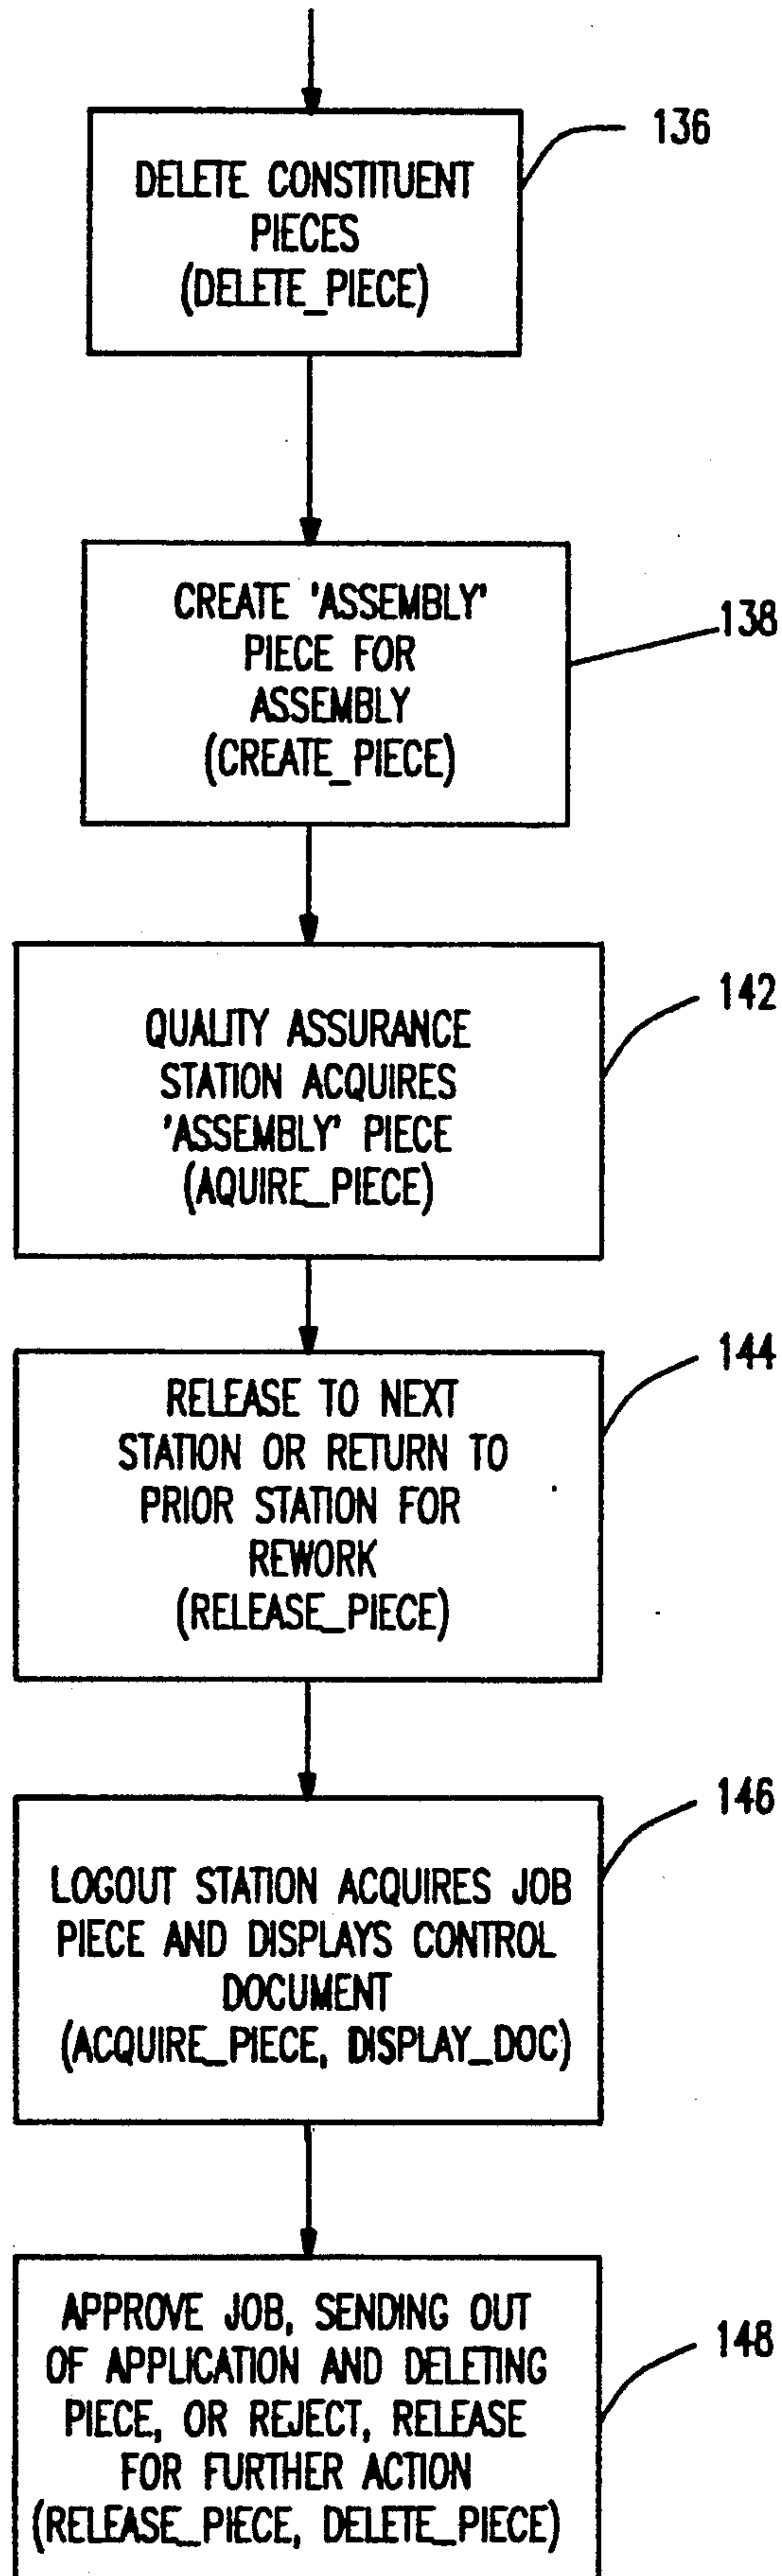 136
DELETE CONSTITUENT
PIECES
(DELETE_PIECE)
138
CREATE 'ASSEMBLY'
PIECE FOR
ASSEMBLY
(CREATE_PIECE)
142
QUALITY ASSURANCE
STATION ACQUIRES
'ASSEMBLY' PIECE
(AQUIRE_PIECE)
144
RELEASE TO NEXT
STATION OR RETURN TO
PRIOR STATION FOR
REWORK
(RELEASE_PIECE)
146
LOGOUT STATION ACQUIRES JOB
PIECE AND DISPLAYS CONTROL
DOCUMENT
(ACQUIRE_PIECE, DISPLAY_DOC)
148
APPROVE JOB, SENDING OUT
OF APPLICATION AND DELETING
PIECE, OR REJECT, RELEASE
FOR FURTHER ACTION
(RELEASE_PIECE, DELETE_PIECE)